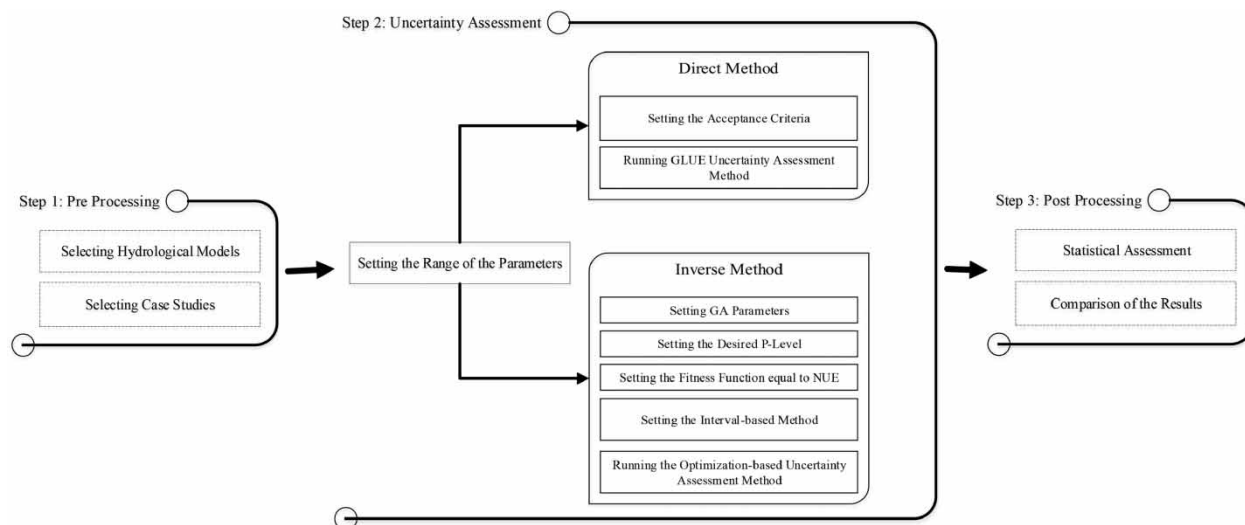 Step 1: Pre Processing
Selecting Hydrological Models
Selecting Case Studies
Step 2: Uncertainty Assessment
Setting the Range of the Parameters
Direct Method
Setting the Acceptance Criteria
Running GLUE Uncertainty Assessment
Method
Inverse Method
Setting GA Parameters
Setting the Desired P-Level
Setting the Fitness Function equal to NUE
Setting the Interval-based Method
Running the Optimization-based Uncertainty
Assessment Method
Step 3: Post Processing
Statistical Assessment
Comparison of the Results